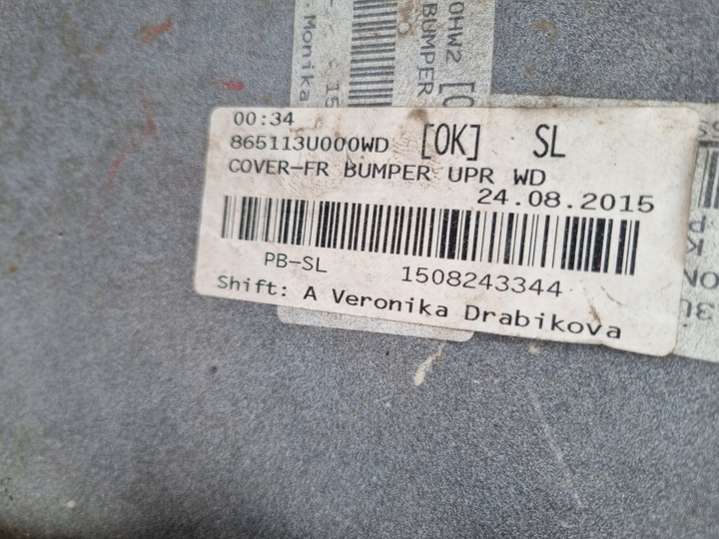 00:34
865113U000WD [OK] SL
COVER-FR BUMPER UPR WD
24.08.2015
PB-SL
1508243344
Shift: A Veronika Drabikova
Monika
BUMPER
0HW2